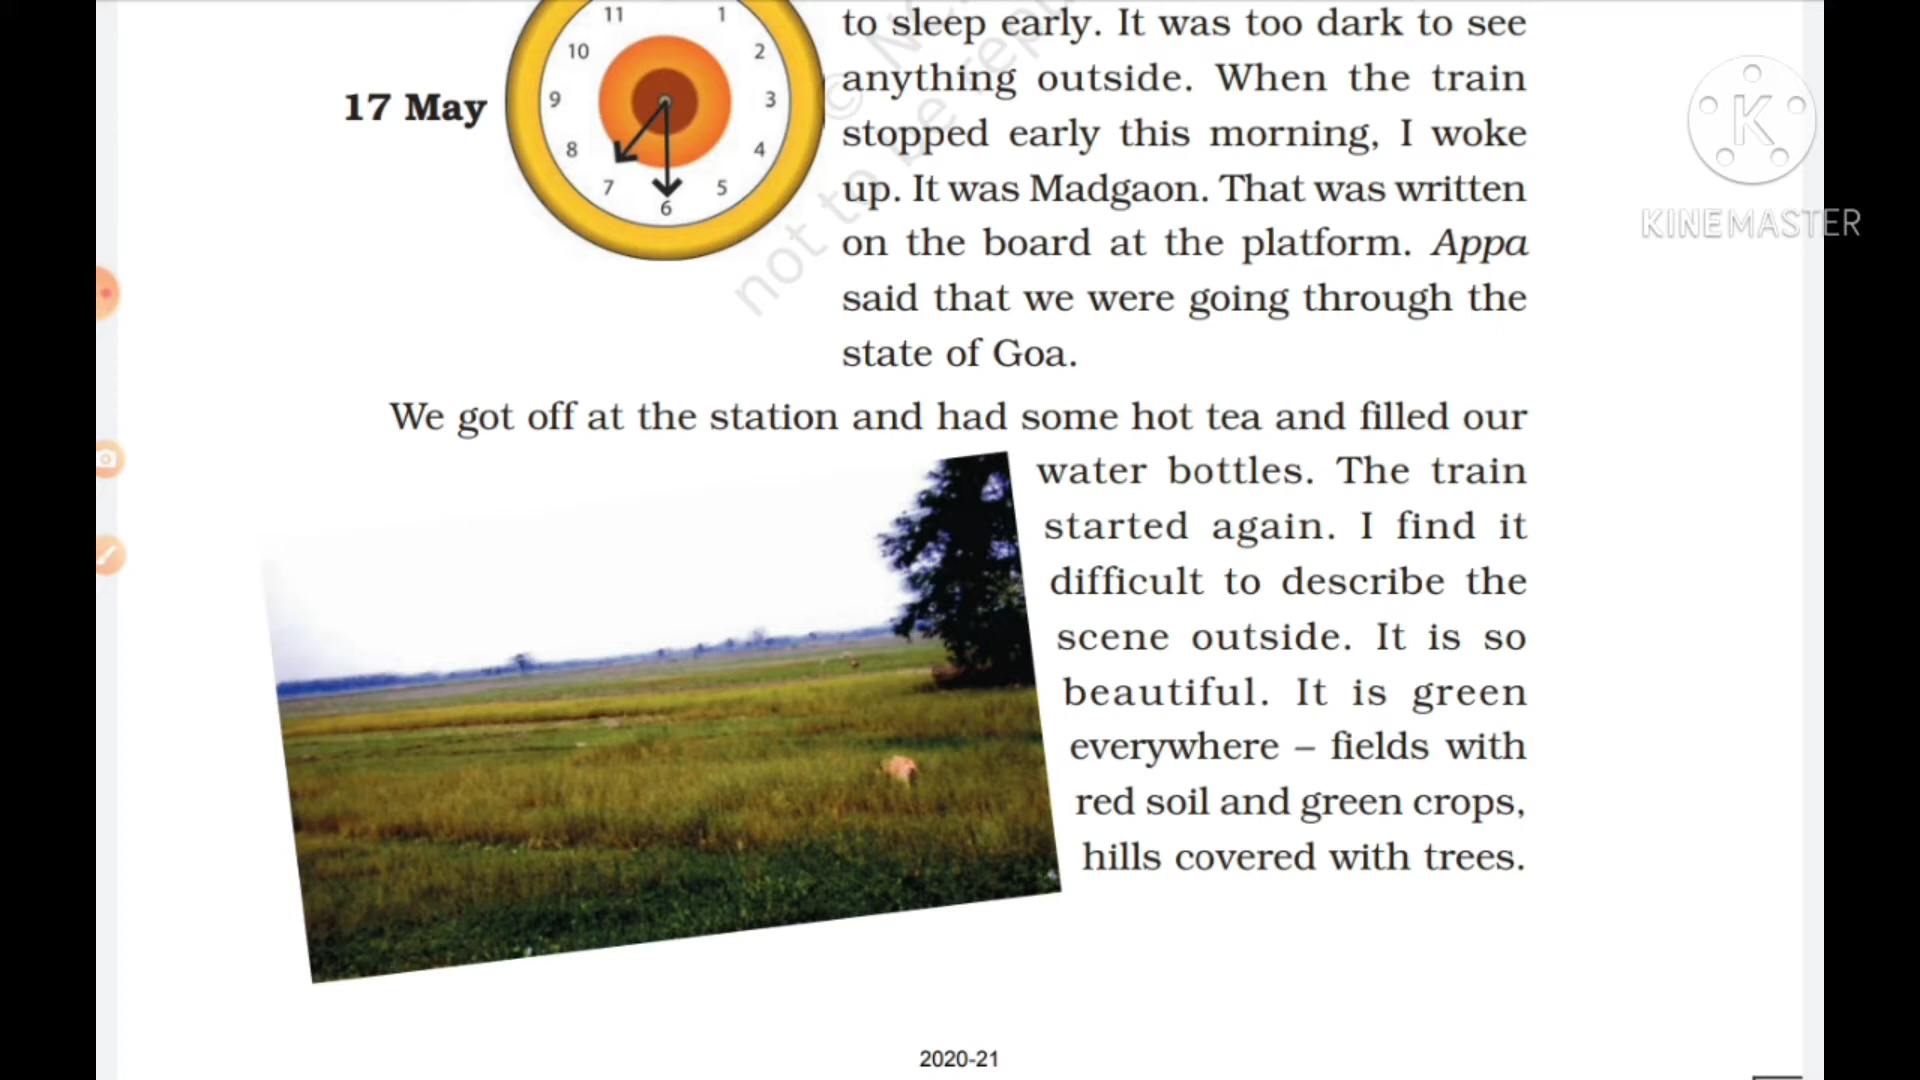 11 1
10 2
9 3
8 4
7 5
6
17 May
to sleep early. It was too dark to see
anything outside. When the train
stopped early this morning, I woke
up. It was Madgaon. That was written
on the board at the platform. Appa
said that we were going through the
state of Goa.
We got off at the station and had some hot tea and filled our
water bottles. The train
started again. I find it
difficult to describe the
scene outside. It is so
beautiful. It is green
everywhere – fields with
red soil and green crops,
hills covered with trees.
2020-21
not to be
K
KINEMASTER